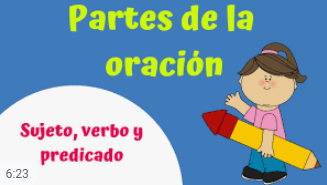 Partes de la
oración
Sujeto, verbo y
predicado
6:23